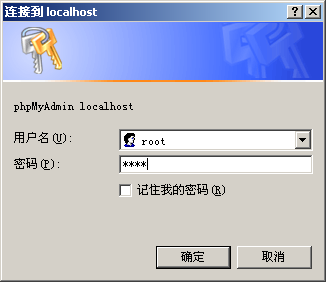 连接到 localhost
phpMyAdmin localhost
用户名(U): root
密码(P): ****
记住我的密码(R)
确定 取消